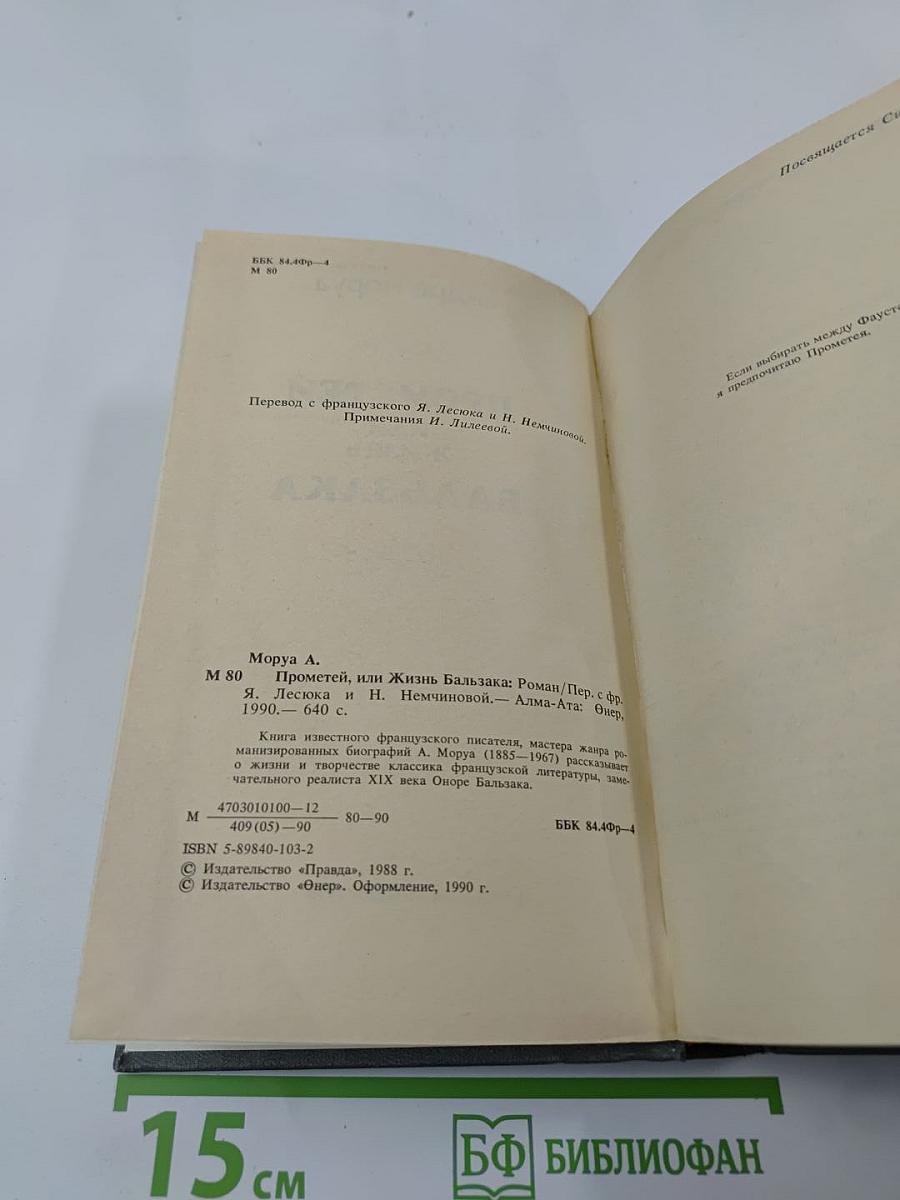 ББК 84.4Фр—4
М 80
Перевод с французского Я. Лесюка и Н. Немчиновой.
Примечания И. Лилеевой.
Моруа А.
М 80 Прометей, или Жизнь Бальзака: Роман/Пер. с фр.
Я. Лесюка и Н. Немчиновой.— Алма-Ата: Өнер,
1990.— 640 с.
Книга известного французского писателя, мастера жанра ро-
манизированных биографий А. Моруа (1885—1967) рассказывает
о жизни и творчестве классика французской литературы, заме-
чательного реалиста XIX века Оноре Бальзака.
М 4703010100—12
409(05)—90 80—90
ББК 84.4Фр—4
ISBN 5-89840-103-2
© Издательство «Правда», 1988 г.
© Издательство «Өнер». Оформление, 1990 г.
Посвящается
Если выбирать между
я предпочитаю Прометея.
15 см
БФ БИБЛИОФАН